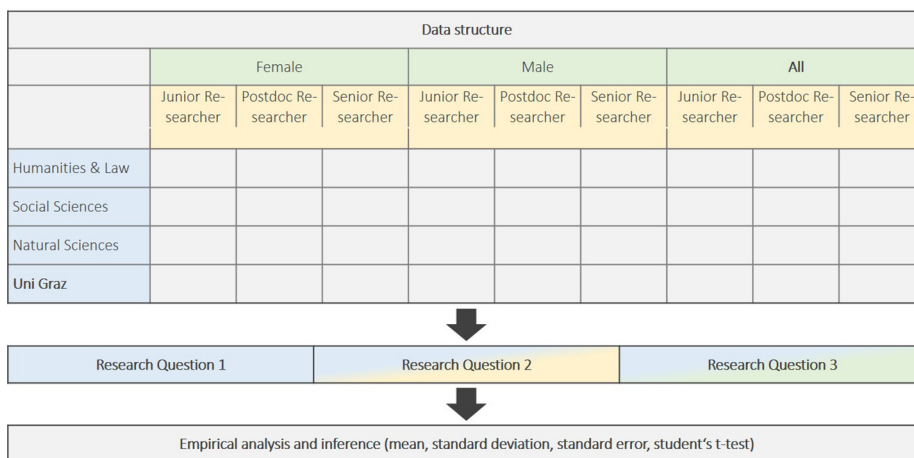 Data structure
Female Male All
Junior Re- Postdoc Re- Senior Re- Junior Re- Postdoc Re- Senior Re- Junior Re- Postdoc Re- Senior Re-
searcher searcher searcher searcher searcher searcher searcher searcher searcher
Humanities & Law
Social Sciences
Natural Sciences
Uni Graz
Research Question 1 Research Question 2 Research Question 3
Empirical analysis and inference (mean, standard deviation, standard error, student‘s t-test)